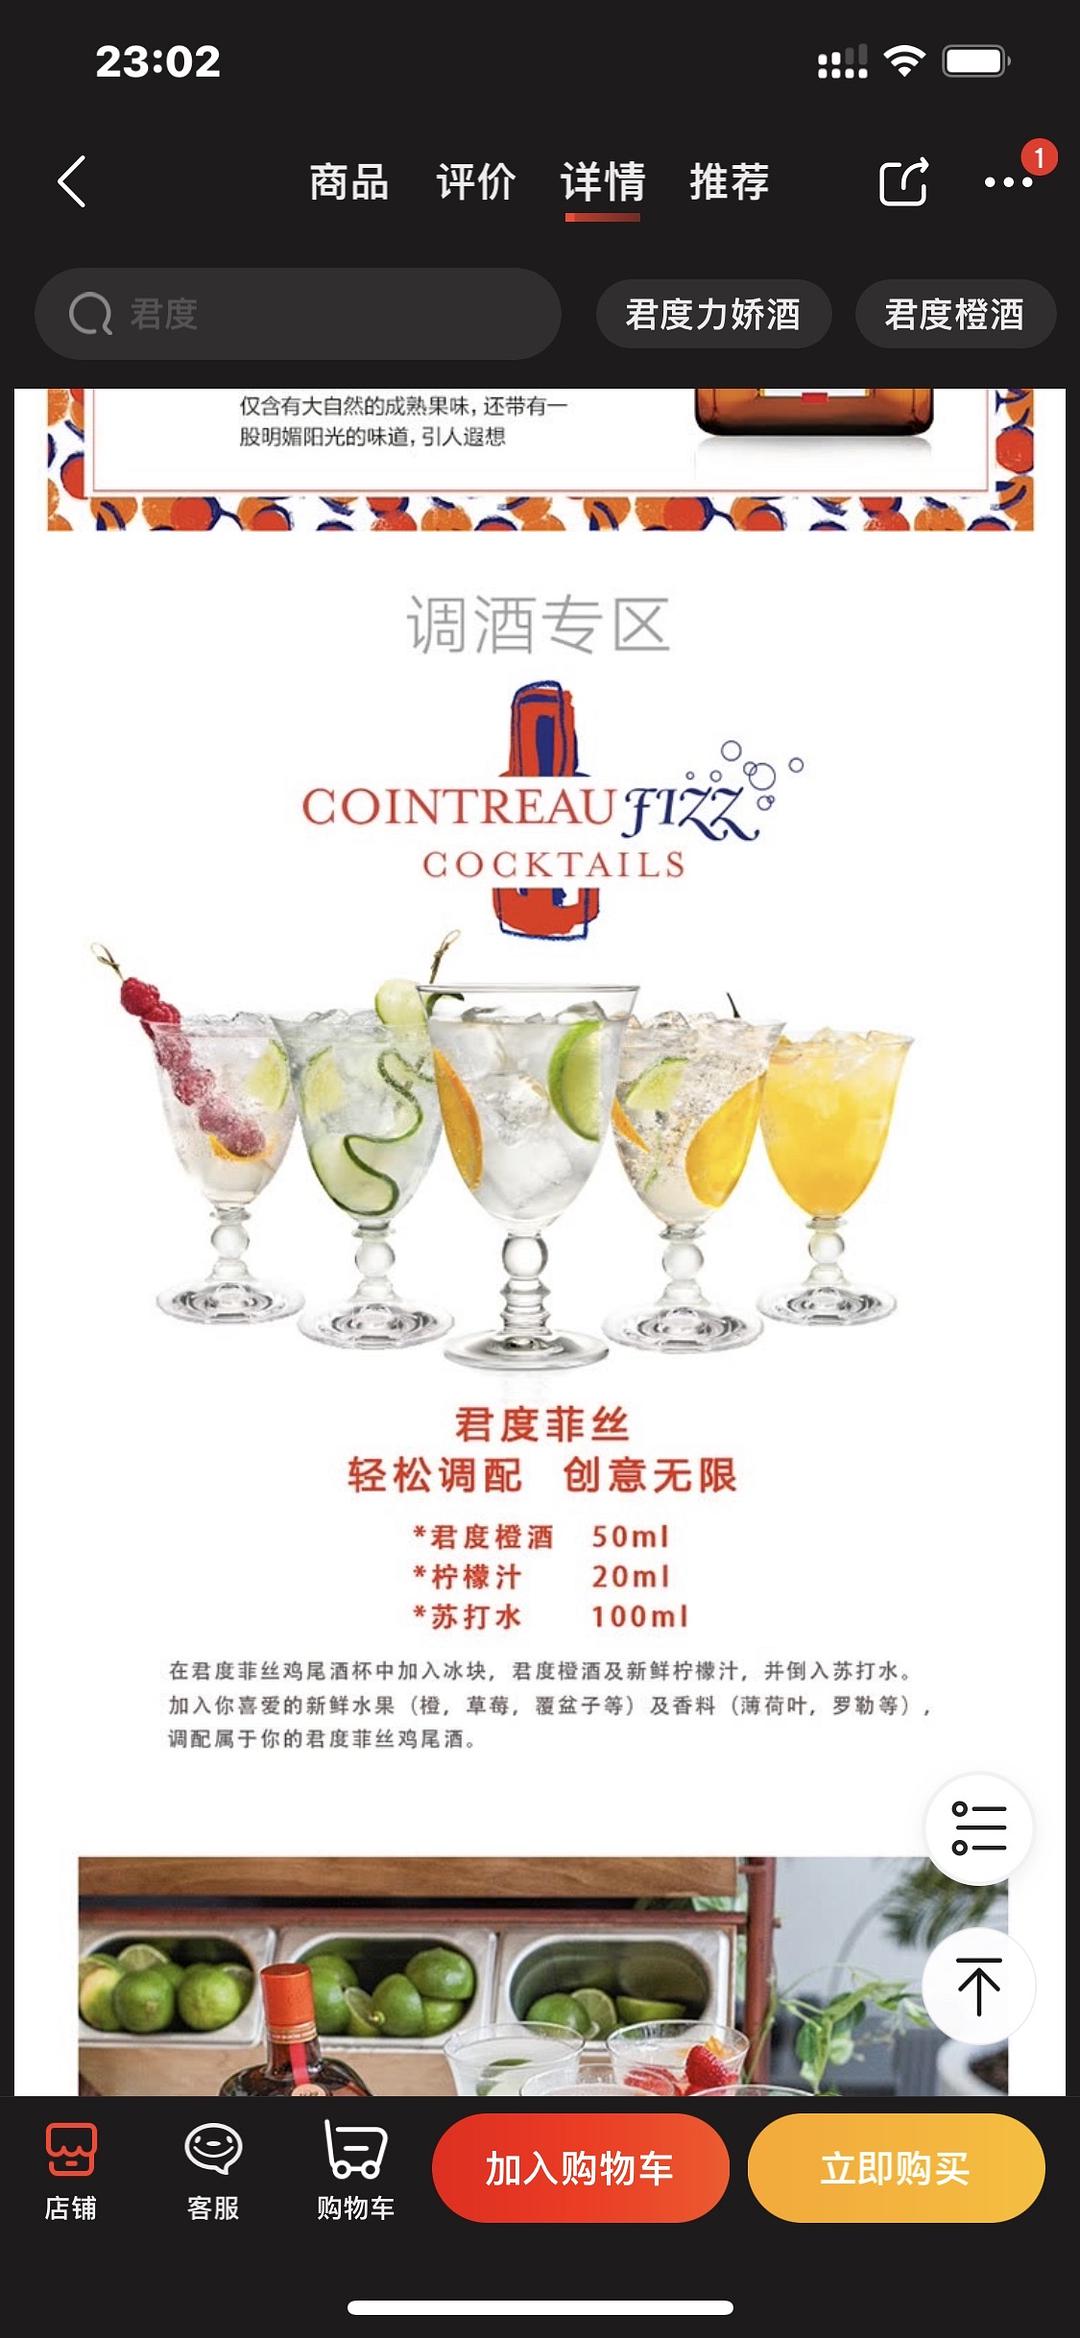 23:02
商品 评价 详情 推荐
1
君度
君度力娇酒
君度橙酒
仅含有大自然的成熟果味，还带有一
股明媚阳光的味道，引人遐想
调酒专区
COINTREAU FIZZ
COCKTAILS
君度菲丝
轻松调配 创意无限
*君度橙酒 50ml
*柠檬汁 20ml
*苏打水 100ml
在君度菲丝鸡尾酒杯中加入冰块，君度橙酒及新鲜柠檬汁，并倒入苏打水。
加入你喜爱的新鲜水果（橙，草莓，覆盆子等）及香料（薄荷叶，罗勒等），
调配属于你的君度菲丝鸡尾酒。
店铺
客服
购物车
加入购物车
立即购买